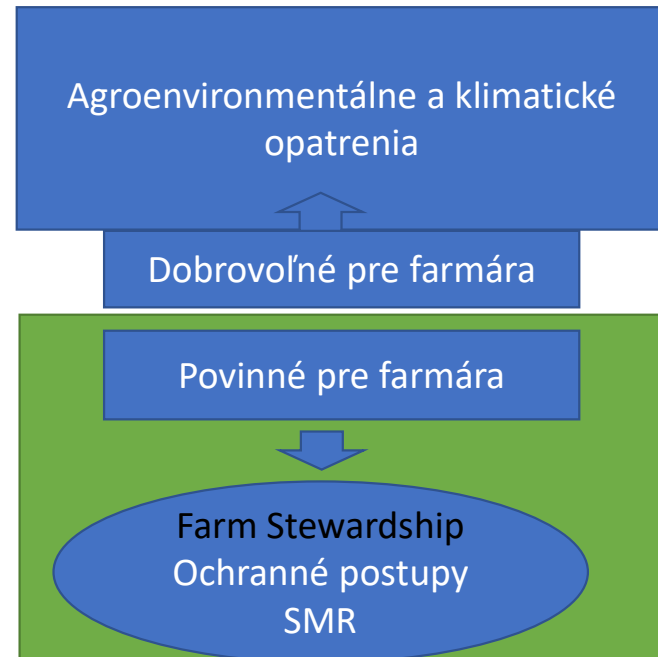 Agroenvironmentálne a klimatické
opatrenia
Dobrovoľné pre farmára
Povinné pre farmára
Farm Stewardship
Ochranné postupy
SMR